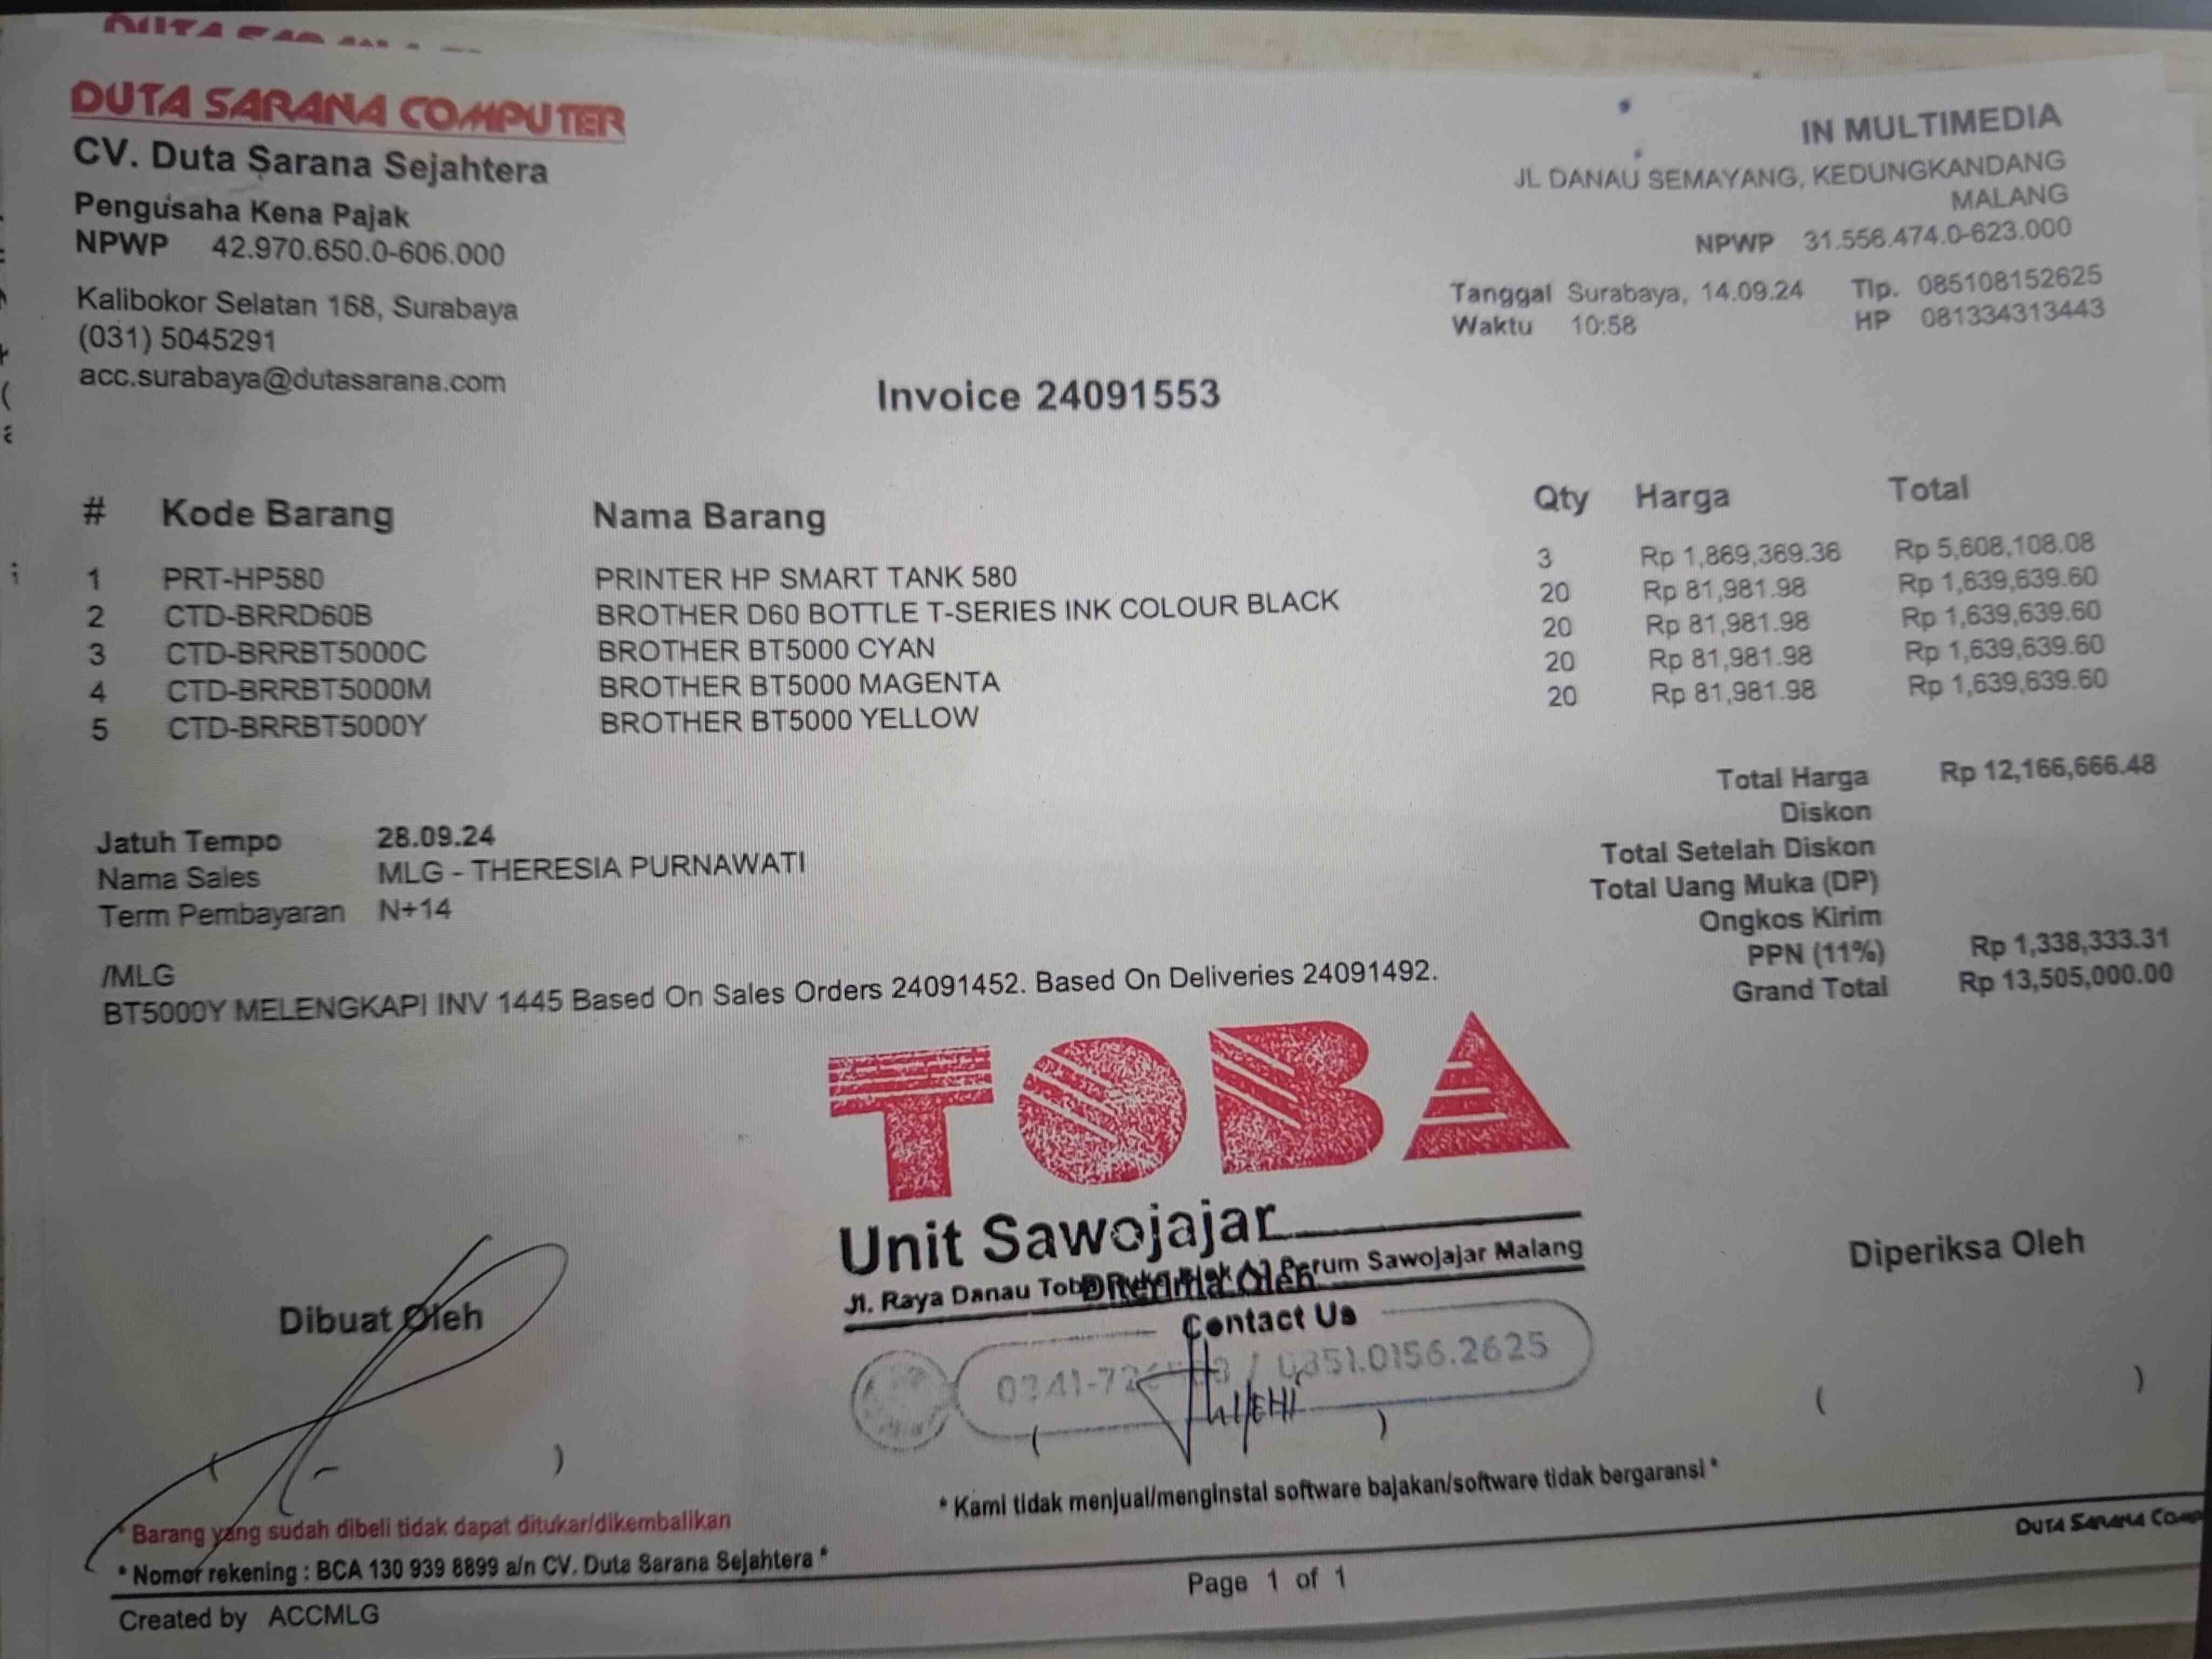 DUTA SARANA COMPUTER
CV. Duta Sarana Sejahtera
Pengusaha Kena Pajak
NPWP 42.970.650.0-606.000
Kalibokor Selatan 168, Surabaya
(031) 5045291
acc.surabaya@dutasarana.com
IN MULTIMEDIA
JL DANAU SEMAYANG, KEDUNGKANDANG
MALANG
NPWP 31.556.474.0-623.000
Tanggal Surabaya, 14.09.24 Tlp. 085108152625
Waktu 10:58 HP 081334313443
Invoice 24091553
# Kode Barang Nama Barang Qty Harga Total
1 PRT-HP580 PRINTER HP SMART TANK 580 3 Rp 1,869,369.36 Rp 5,608,108.08
2 CTD-BRRD60B BROTHER D60 BOTTLE T-SERIES INK COLOUR BLACK 20 Rp 81,981.98 Rp 1,639,639.60
3 CTD-BRRBT5000C BROTHER BT5000 CYAN 20 Rp 81,981.98 Rp 1,639,639.60
4 CTD-BRRBT5000M BROTHER BT5000 MAGENTA 20 Rp 81,981.98 Rp 1,639,639.60
5 CTD-BRRBT5000Y BROTHER BT5000 YELLOW 20 Rp 81,981.98 Rp 1,639,639.60
Total Harga Rp 12,166,666.48
Diskon
Total Setelah Diskon
Total Uang Muka (DP)
Ongkos Kirim
PPN (11%) Rp 1,338,333.31
Grand Total Rp 13,505,000.00
Jatuh Tempo 28.09.24
Nama Sales MLG - THERESIA PURNAWATI
Term Pembayaran N+14
/MLG
BT5000Y MELENGKAPI INV 1445 Based On Sales Orders 24091452. Based On Deliveries 24091492.
TOBA
Unit Sawojajar
Jl. Raya Danau Toba Perum Sawojajar Malang
Contact Us
0851.0156.2625
Dibuat Oleh
Diterima Oleh
Diperiksa Oleh
( )
( )
* Kami tidak menjual/menginstal software bajakan/software tidak bergaransi *
* Barang yang sudah dibeli tidak dapat ditukar/dikembalikan
* Nomor rekening : BCA 130 939 8899 a/n CV. Duta Sarana Sejahtera *
DUTA SARANA COMP
Page 1 of 1
Created by ACCMLG